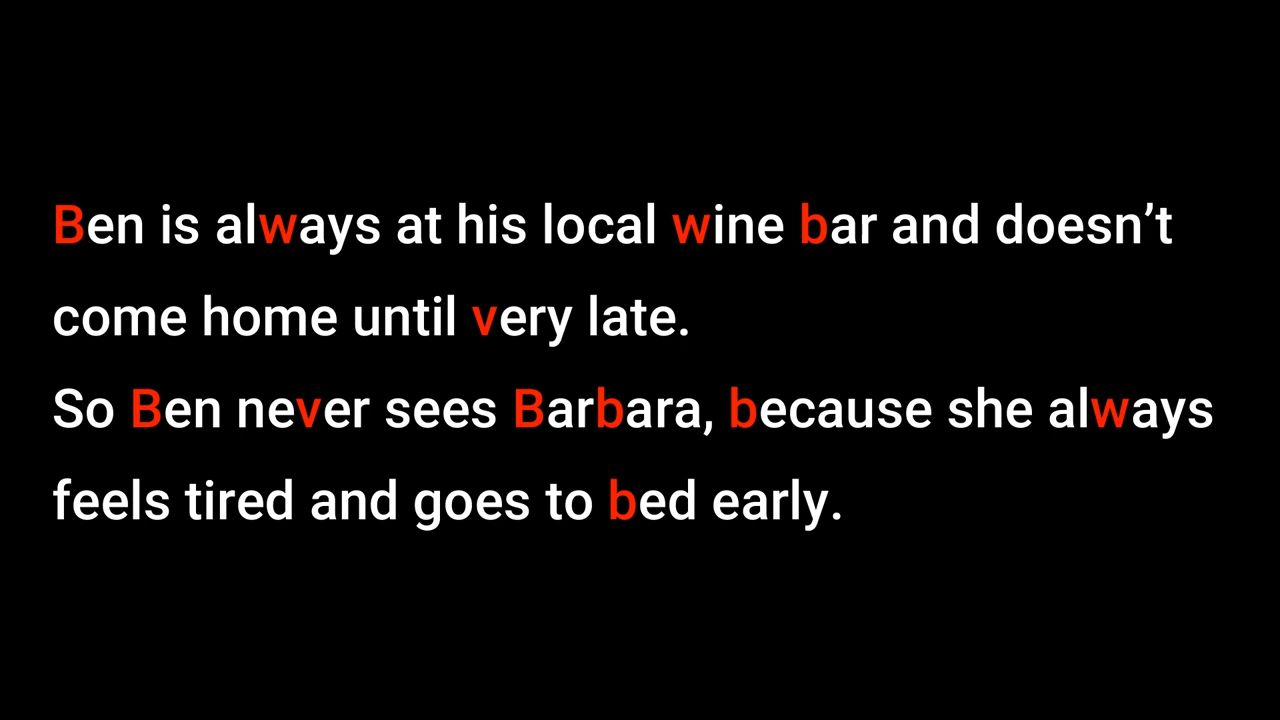 Ben is always at his local wine bar and doesn’t
come home until very late.
So Ben never sees Barbara, because she always
feels tired and goes to bed early.